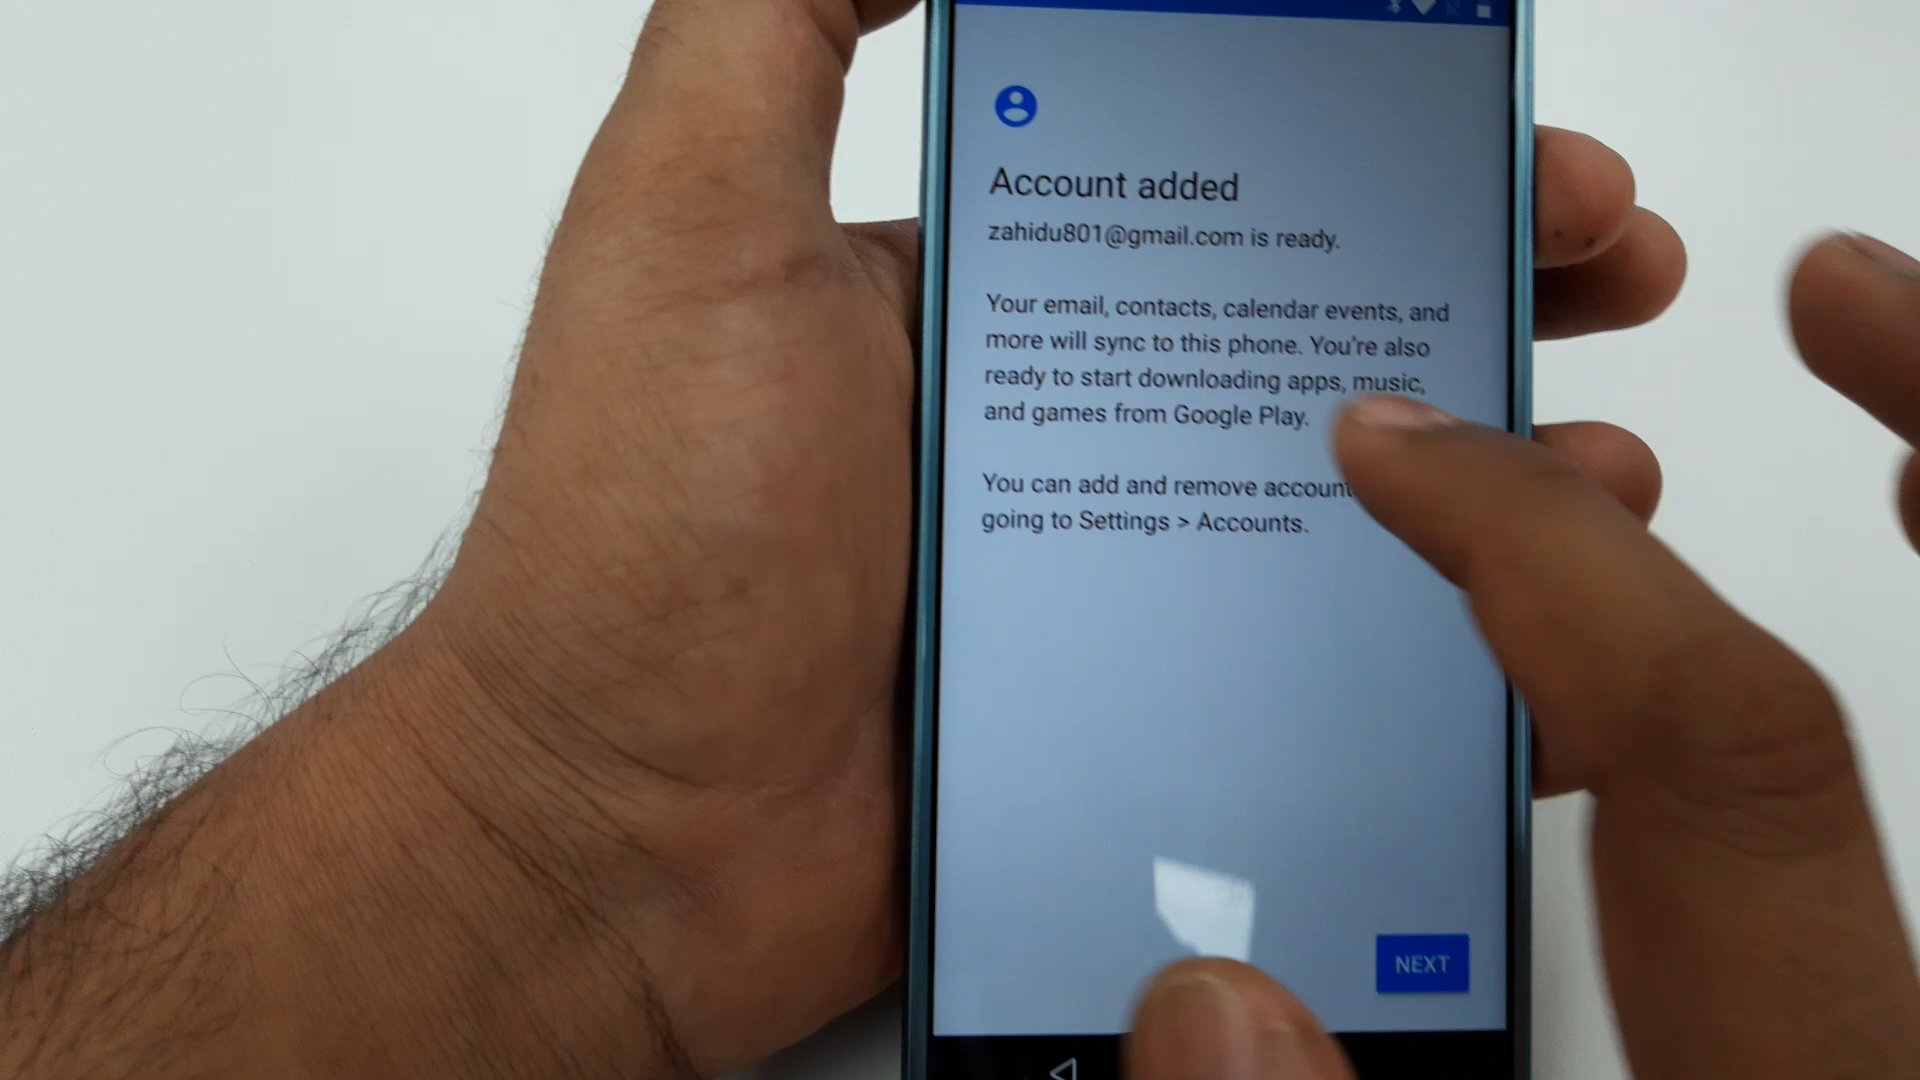 Account added
zahidu801@gmail.com is ready.
Your email, contacts, calendar events, and
more will sync to this phone. You're also
ready to start downloading apps, music,
and games from Google Play.
You can add and remove account
going to Settings > Accounts.
NEXT